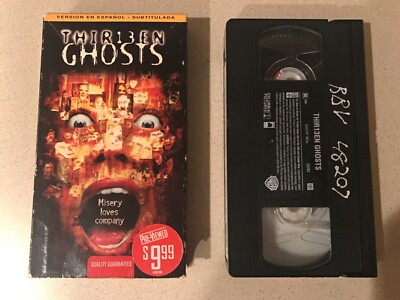 VERSION EN ESPAÑOL - SUBTITULADA
THIR13EN
GHOSTS
Misery
loves
company
PRE-VIEWED
$9.99
QUALITY GUARANTEED
THIR13EN GHOSTS
BBV 48207